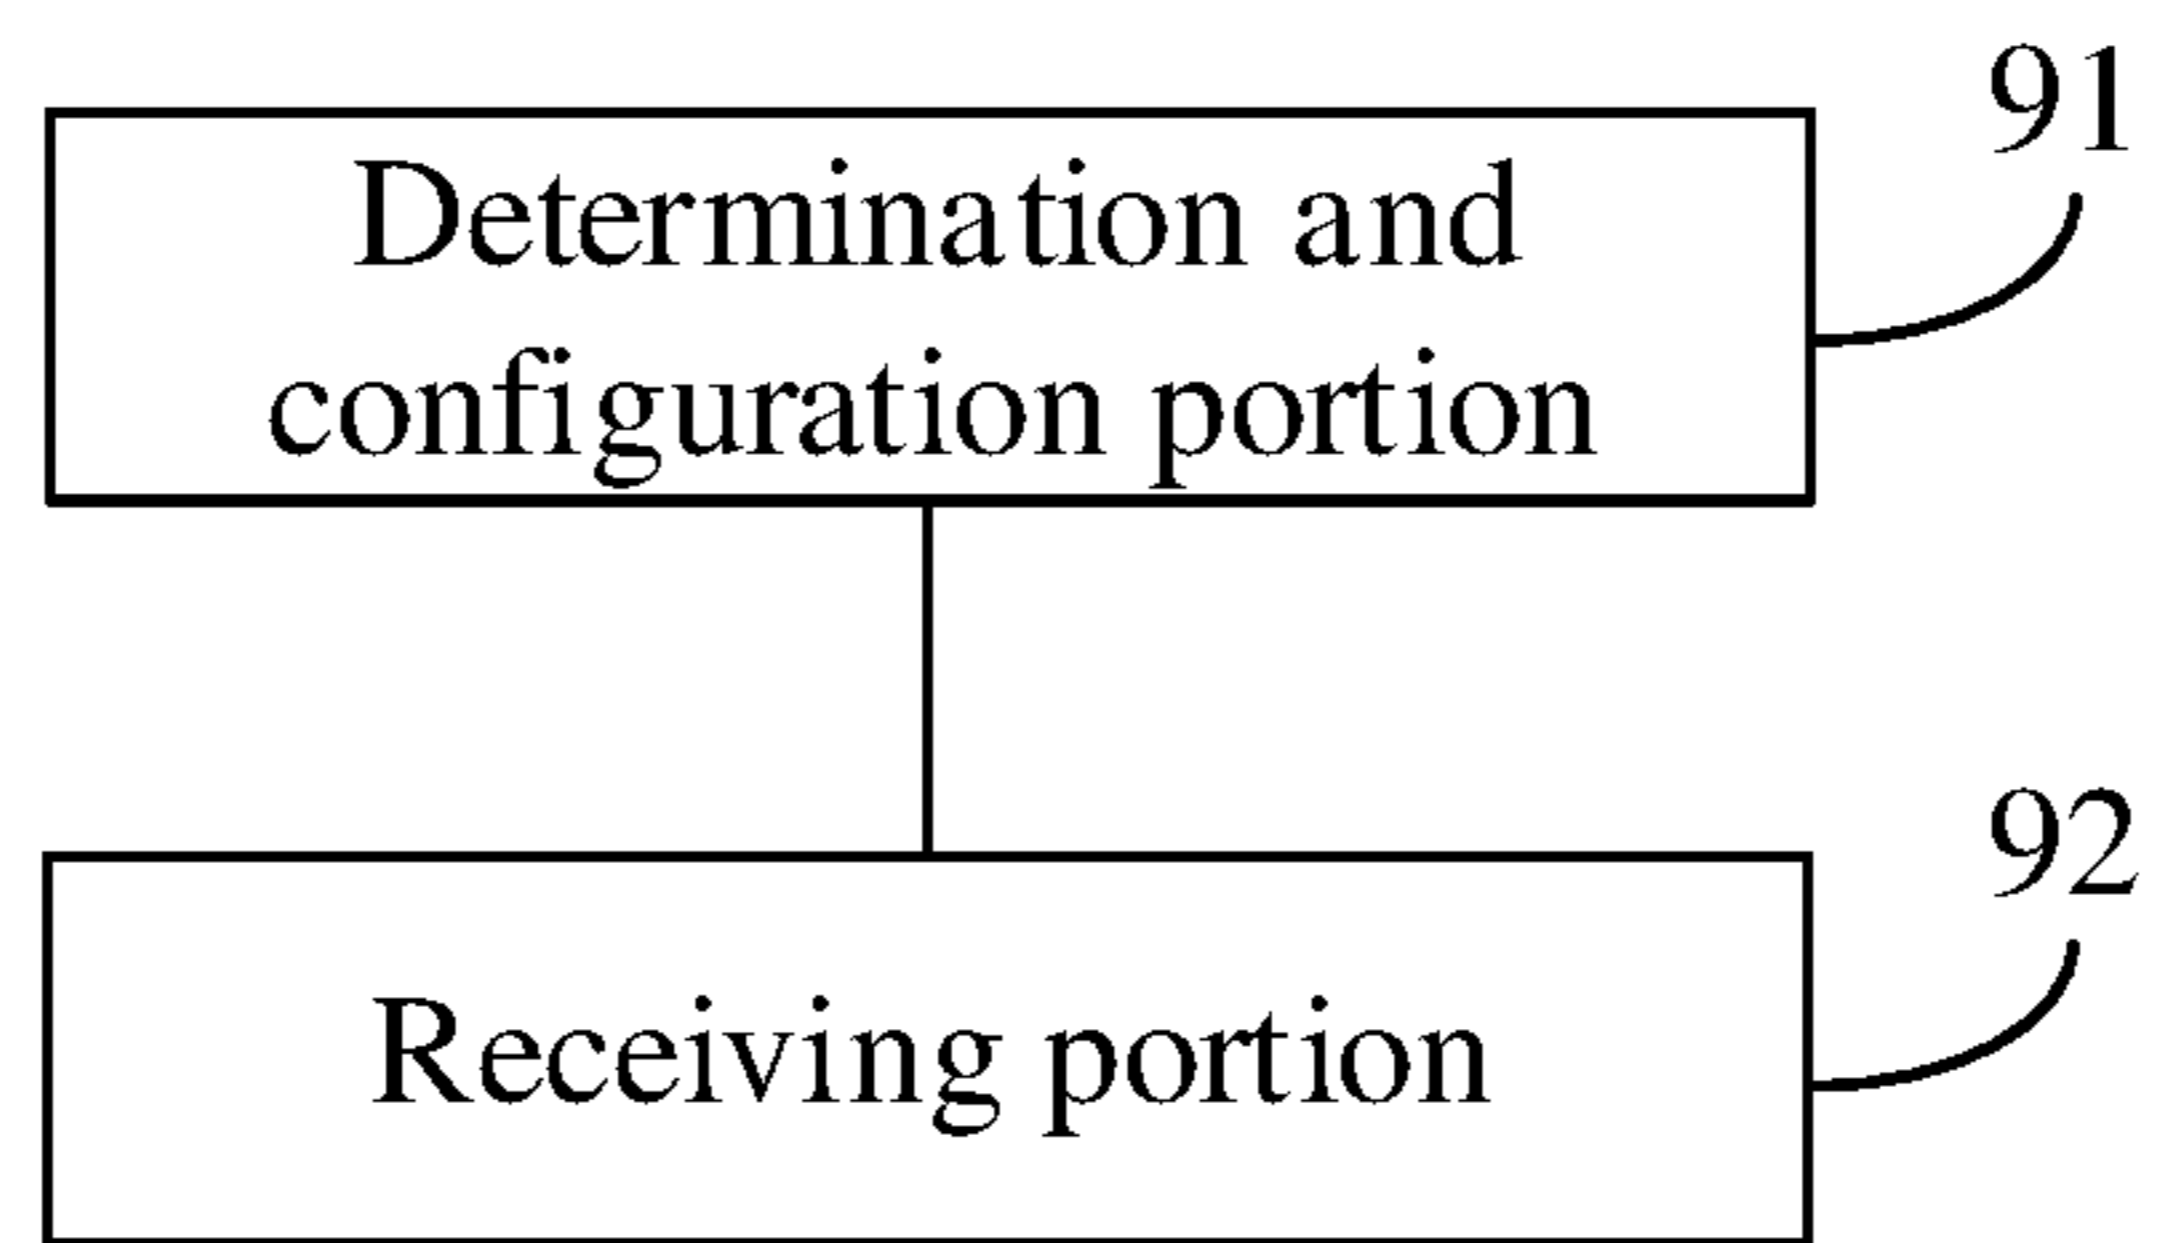 91
Determination and
configuration portion
92
Receiving portion